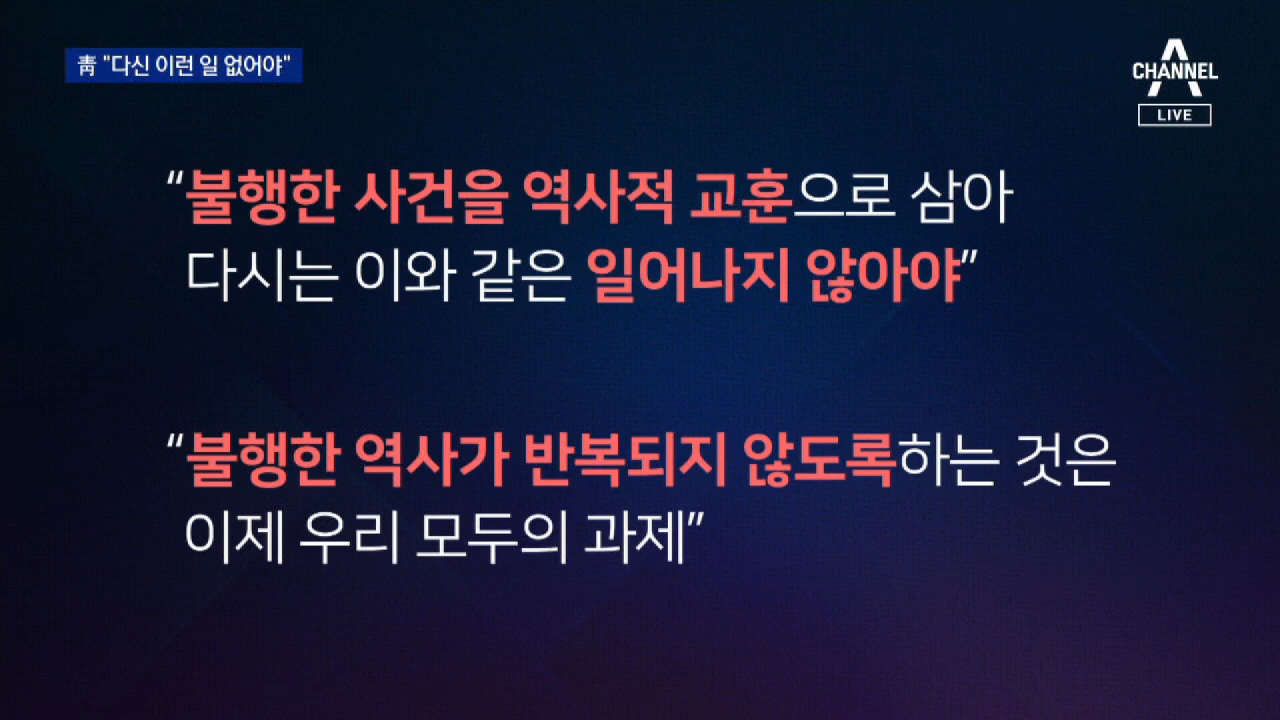 靑 "다신 이런 일 없어야"
CHANNEL A
LIVE
“불행한 사건을 역사적 교훈으로 삼아
다시는 이와 같은 일어나지 않아야”
“불행한 역사가 반복되지 않도록하는 것은
이제 우리 모두의 과제”